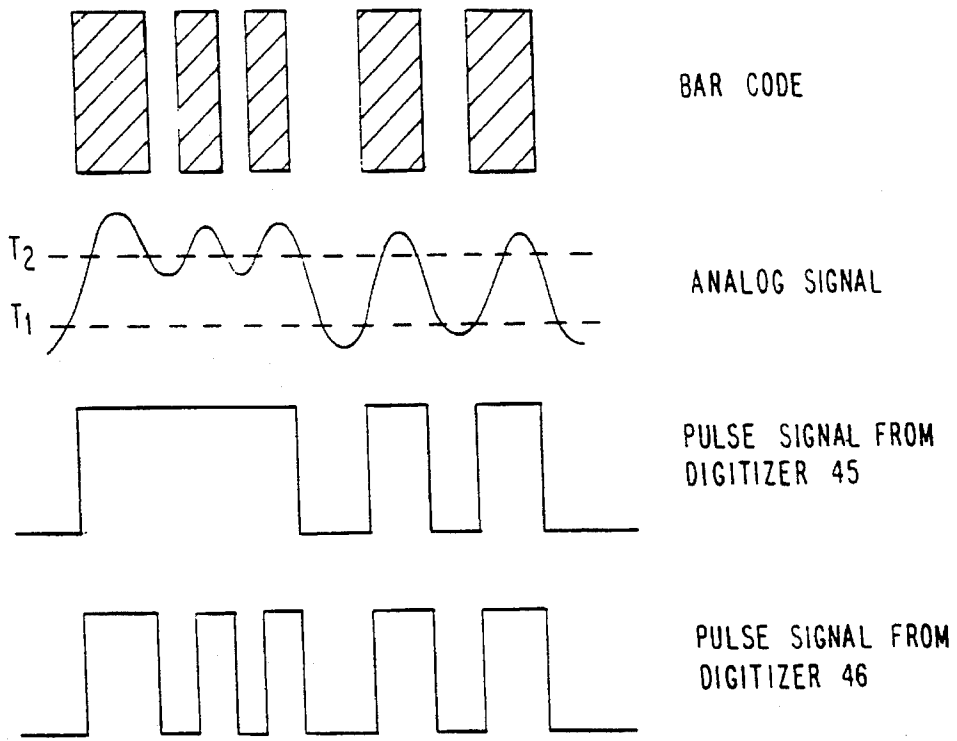 BAR CODE
T2
ANALOG SIGNAL
T1
PULSE SIGNAL FROM
DIGITIZER 45
PULSE SIGNAL FROM
DIGITIZER 46